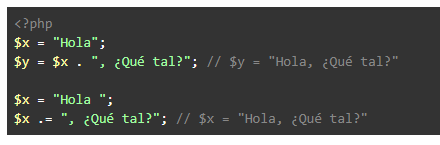 <?php
$x = "Hola";
$y = $x . ", ¿Qué tal?"; // $y = "Hola, ¿Qué tal?"
$x = "Hola ";
$x .= ", ¿Qué tal?"; // $x = "Hola, ¿Qué tal?"